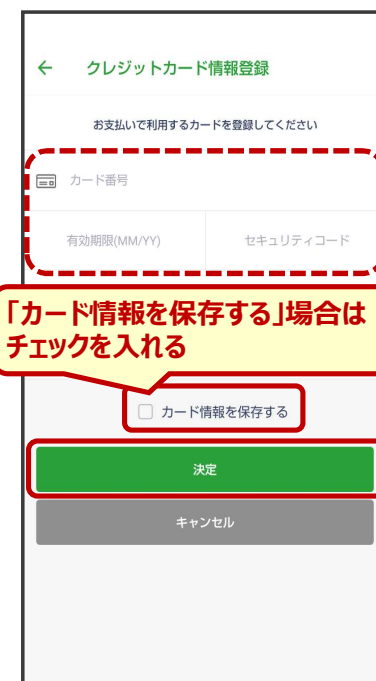 ← クレジットカード情報登録
お支払いで利用するカードを登録してください
カード番号
有効期限(MM/YY) セキュリティコード
「カード情報を保存する」場合は
チェックを入れる
カード情報を保存する
決定
キャンセル